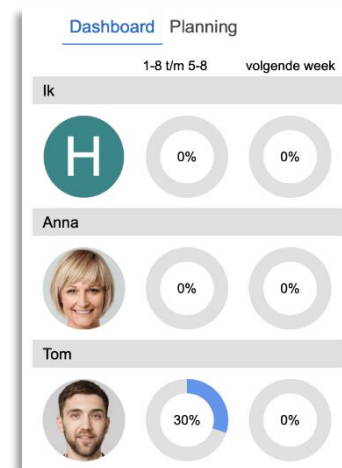 Dashboard Planning
1-8 t/m 5-8 volgende week
Ik
H
0% 0%
Anna
0% 0%
Tom
30% 0%